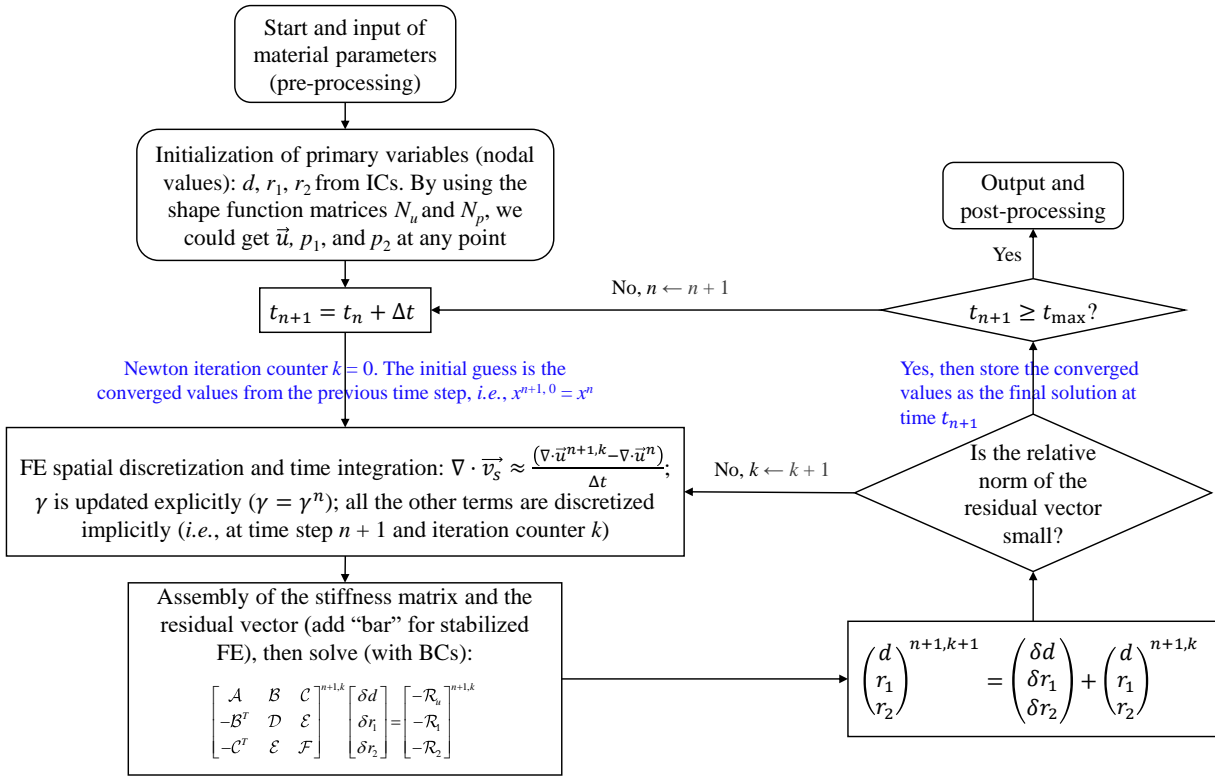 Start and input of
material parameters
(pre-processing)
Initialization of primary variables (nodal
values): d, r₁, r₂ from ICs. By using the
shape function matrices Nᵤ and Nₚ, we
could get u⃗, p₁, and p₂ at any point
tₙ₊₁ = tₙ + Δt
Newton iteration counter k = 0. The initial guess is the
converged values from the previous time step, i.e., x^{n+1, 0} = x^n
FE spatial discretization and time integration: ∇ · v⃗_s ≈ (∇·u⃗^{n+1,k}−∇·u⃗^n)/Δt;
γ is updated explicitly (γ = γ^n); all the other terms are discretized
implicitly (i.e., at time step n + 1 and iteration counter k)
Assembly of the stiffness matrix and the
residual vector (add “bar” for stabilized
FE), then solve (with BCs):
[𝒜 ℬ 𝒞]^{n+1,k} [δd] = [−ℛ_u]^{n+1,k}
[−ℬ^T 𝒟 ℰ] [δr₁] [−ℛ₁]
[−𝒞^T ℰ ℱ] [δr₂] [−ℛ₂]
(d)^{n+1,k+1} = (δd) + (d)^{n+1,k}
(r₁) (δr₁) (r₁)
(r₂) (δr₂) (r₂)
Is the relative
norm of the
residual vector
small?
No, k ← k + 1
Yes, then store the converged
values as the final solution at
time tₙ₊₁
tₙ₊₁ ≥ t_max?
No, n ← n + 1
Yes
Output and
post-processing